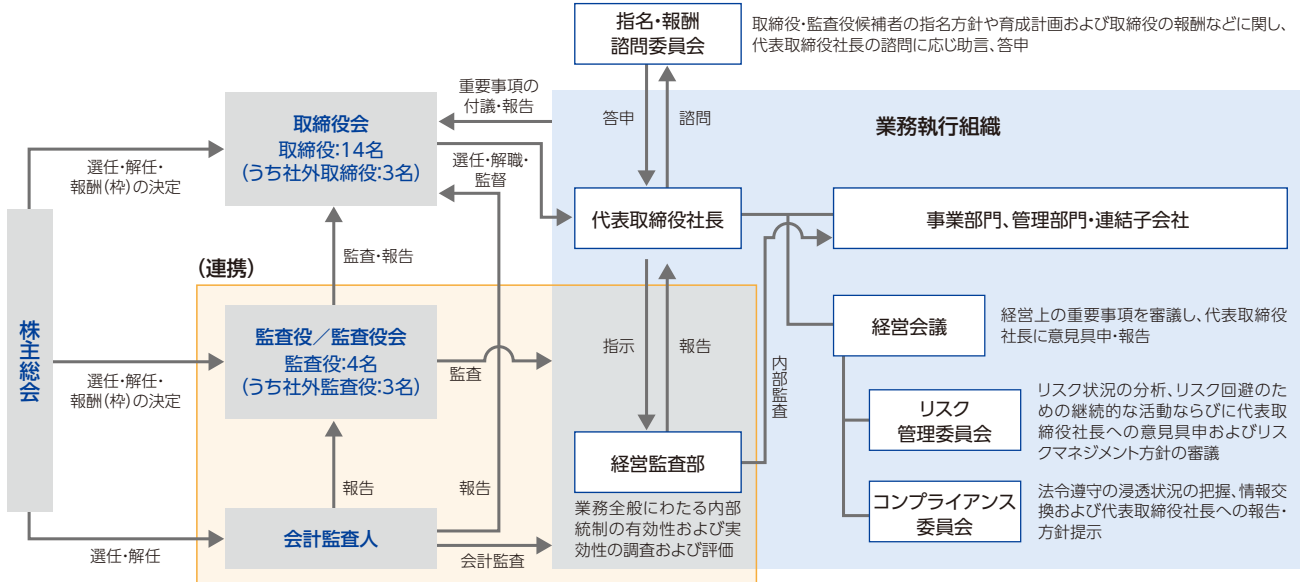 指名・報酬
諮問委員会
取締役・監査役候補者の指名方針や育成計画および取締役の報酬などに関し、
代表取締役社長の諮問に応じ助言、答申
重要事項の
付議・報告
答申
諮問
業務執行組織
取締役会
取締役:14名
(うち社外取締役:3名)
選任・解任・
報酬(枠)の決定
選任・解職・
監督
代表取締役社長
事業部門、管理部門・連結子会社
監査・報告
(連携)
株主総会
監査役/監査役会
監査役:4名
(うち社外監査役:3名)
選任・解任・
報酬(枠)の決定
監査
指示
報告
内部監査
経営会議
経営上の重要事項を審議し、代表取締役
社長に意見具申・報告
リスク
管理委員会
リスク状況の分析、リスク回避のた
めの継続的な活動ならびに代表取
締役社長への意見具申およびリス
クマネジメント方針の審議
経営監査部
業務全般にわたる内部
統制の有効性および実
効性の調査および評価
報告
報告
会計監査人
選任・解任
会計監査
コンプライアンス
委員会
法令遵守の浸透状況の把握、情報交
換および代表取締役社長への報告・
方針提示